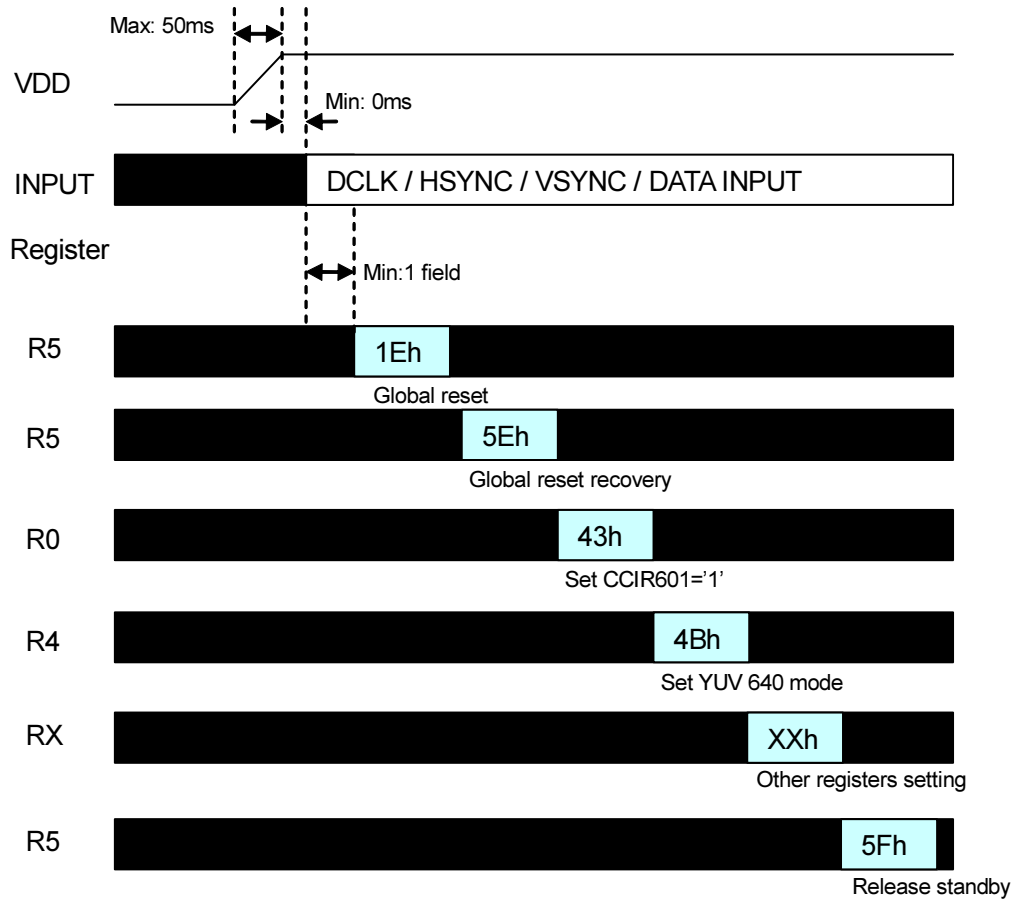 Max: 50ms
VDD
Min: 0ms
INPUT
DCLK / HSYNC / VSYNC / DATA INPUT
Register
Min:1 field
R5
1Eh
Global reset
R5
5Eh
Global reset recovery
R0
43h
Set CCIR601='1'
R4
4Bh
Set YUV 640 mode
RX
XXh
Other registers setting
R5
5Fh
Release standby